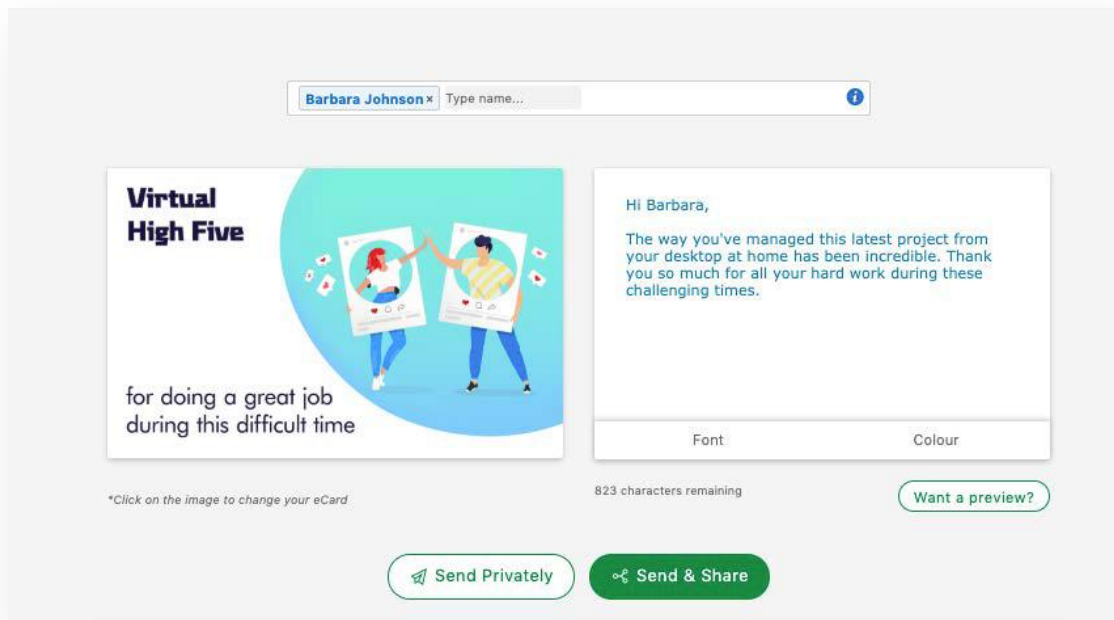 Barbara Johnson× Type name...
i
Virtual
High Five
for doing a great job
during this difficult time
*Click on the image to change your eCard
Hi Barbara,
The way you've managed this latest project from
your desktop at home has been incredible. Thank
you so much for all your hard work during these
challenging times.
Font Colour
823 characters remaining
Want a preview?
Send Privately
Send & Share